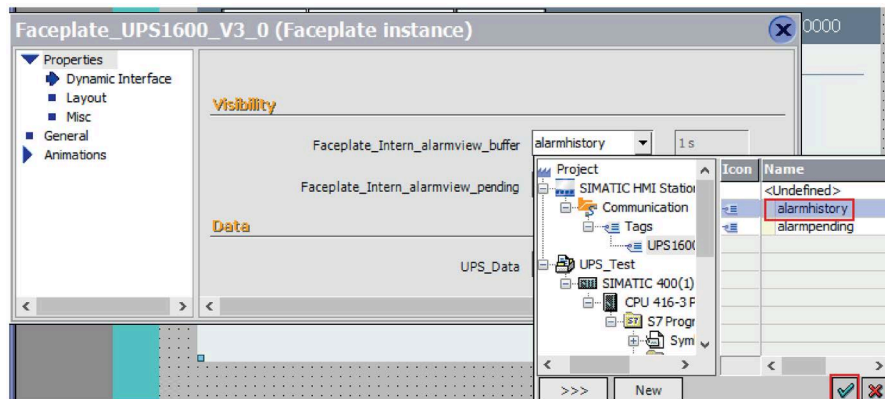 Faceplate_UPS1600_V3_0 (Faceplate instance)
0000
Properties
Dynamic Interface
Layout
Misc
General
Animations
Visibility
Faceplate_Intern_alarmview_buffer
alarmhistory
1 s
Faceplate_Intern_alarmview_pending
Data
UPS_Data
Project
SIMATIC HMI Station
Communication
Tags
UPS1600
UPS_Test
SIMATIC 400(1)
CPU 416-3 P
S7 Progr
Sym
Icon
Name
<Undefined>
alarmhistory
alarmpending
>>>
New